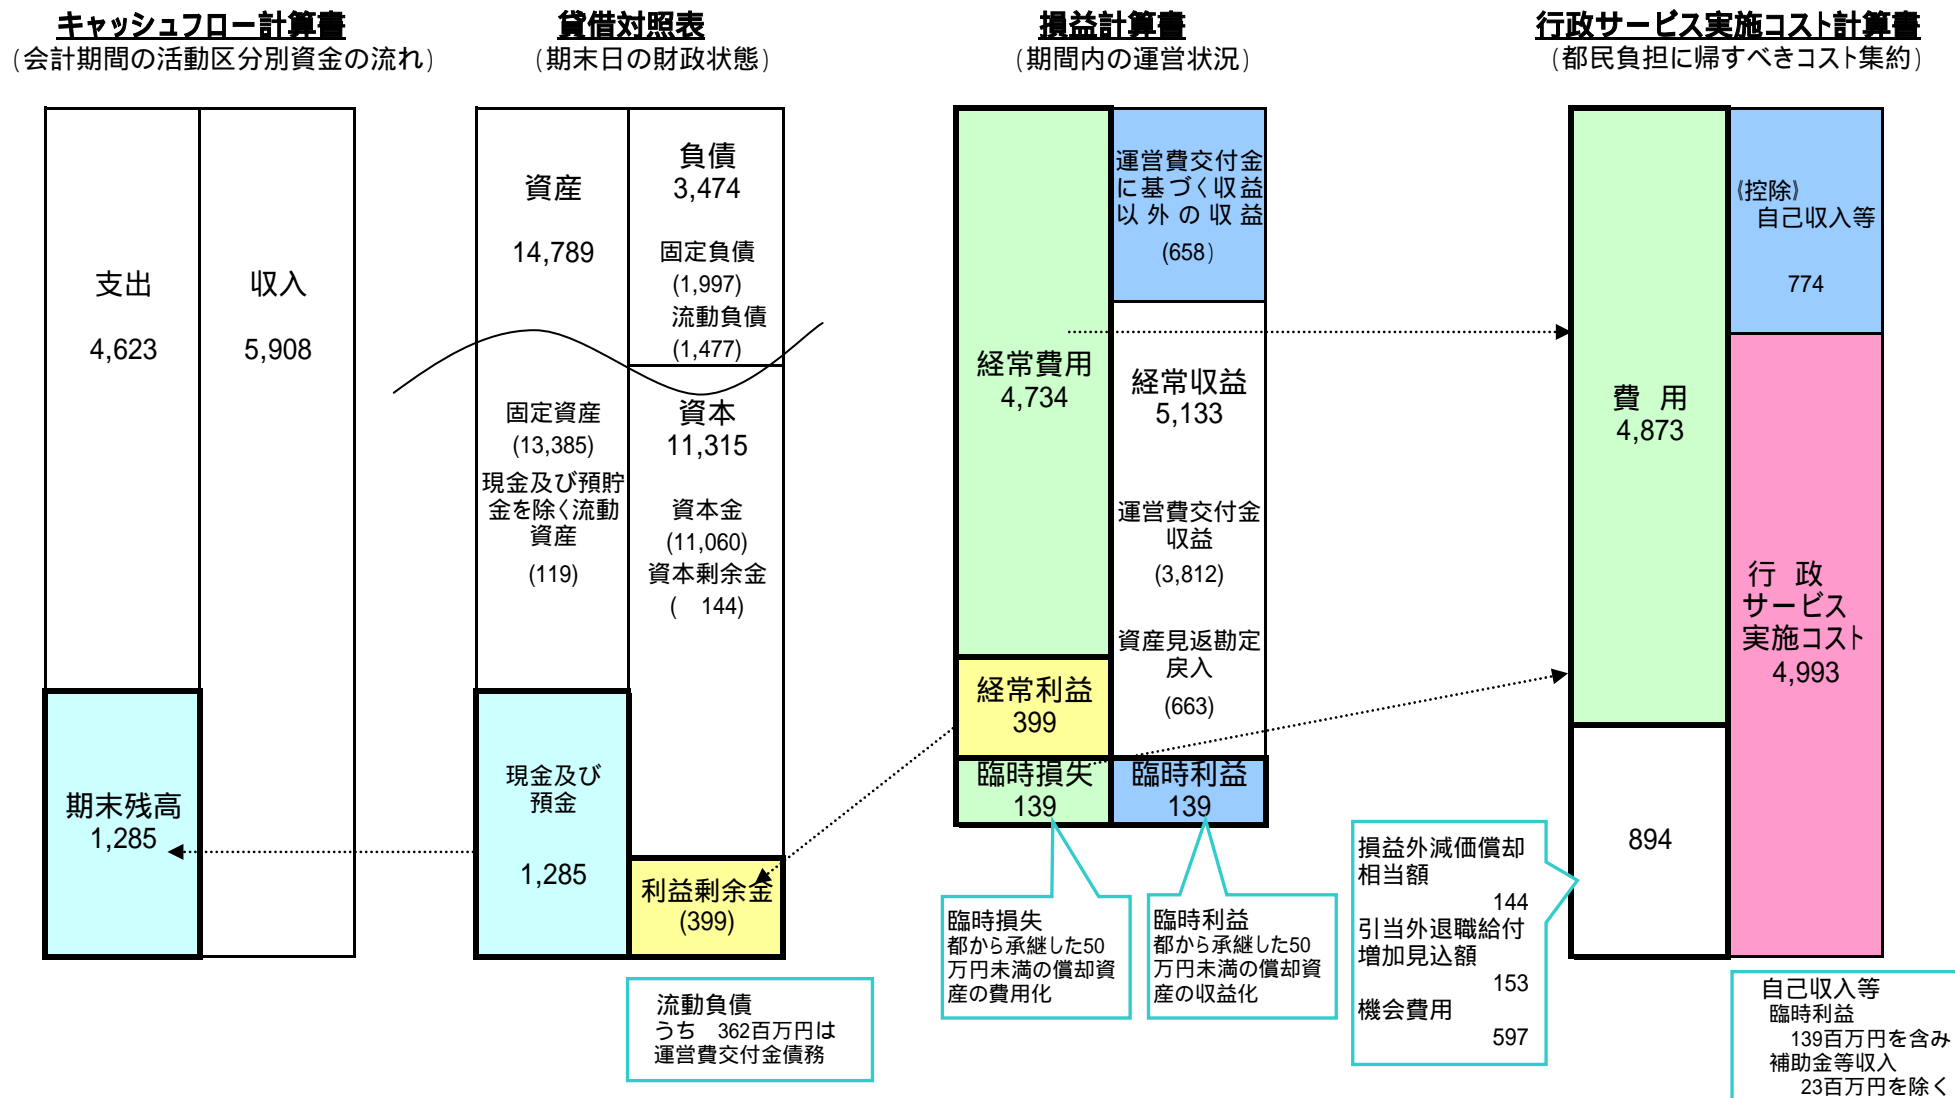 キャッシュフロー計算書
(会計期間の活動区分別資金の流れ)
支出
4,623
収入
5,908
期末残高
1,285
貸借対照表
(期末日の財政状態)
資産
14,789
固定資産
(13,385)
現金及び預貯
金を除く流動
資産
(119)
現金及び
預金
1,285
負債
3,474
固定負債
(1,997)
流動負債
(1,477)
資本
11,315
資本金
(11,060)
資本剰余金
(　144)
利益剰余金
(399)
流動負債
うち　362百万円は
運営費交付金債務
損益計算書
(期間内の運営状況)
経常費用
4,734
経常利益
399
臨時損失
139
運営費交付金
に基づく収益
以外の収益
(658)
経常収益
5,133
運営費交付金
収益
(3,812)
資産見返勘定
戻入
(663)
臨時利益
139
臨時損失
都から承継した50
万円未満の償却資
産の費用化
臨時利益
都から承継した50
万円未満の償却資
産の収益化
行政サービス実施コスト計算書
(都民負担に帰すべきコスト集約)
費　用
4,873
894
《控除》
自己収入等
774
行　政
サービス
実施コスト
4,993
損益外減価償却
相当額
144
引当外退職給付
増加見込額
153
機会費用
597
自己収入等
臨時利益
139百万円を含み
補助金等収入
23百万円を除く